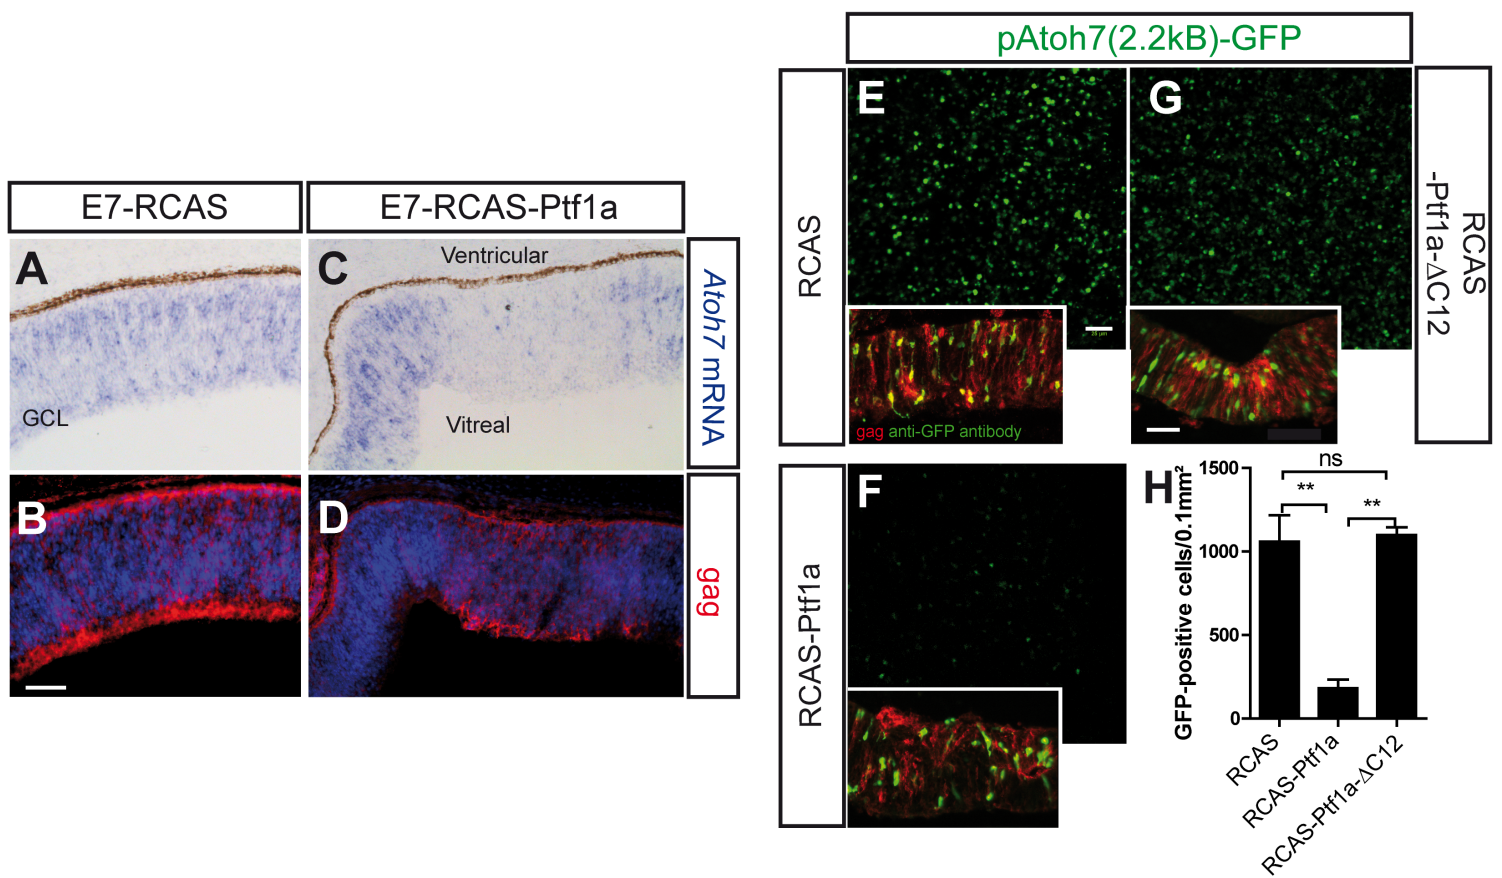 E7-RCAS
E7-RCAS-Ptf1a
A
GCL
C
Ventricular
Vitreal
Atoh7 mRNA
B
D
gag
pAtoh7(2.2kB)-GFP
RCAS
E
25 µm
gag anti-GFP antibody
G
RCAS
-Ptf1a-ΔC12
RCAS-Ptf1a
F
H
GFP-positive cells/0.1mm²
1500
1000
500
0
ns
**
**
RCAS
RCAS-Ptf1a
RCAS-Ptf1a-ΔC12